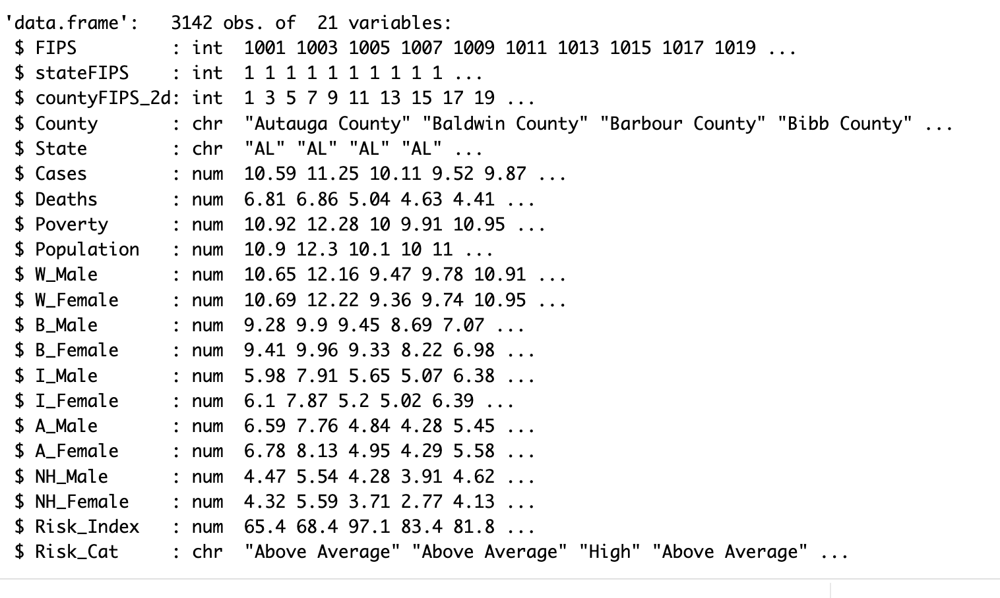 'data.frame':   3142 obs. of  21 variables:
 $ FIPS         : int  1001 1003 1005 1007 1009 1011 1013 1015 1017 1019 ...
 $ stateFIPS    : int  1 1 1 1 1 1 1 1 1 1 ...
 $ countyFIPS_2d: int  1 3 5 7 9 11 13 15 17 19 ...
 $ County       : chr  "Autauga County" "Baldwin County" "Barbour County" "Bibb County" ...
 $ State        : chr  "AL" "AL" "AL" "AL" ...
 $ Cases        : num  10.59 11.25 10.11 9.52 9.87 ...
 $ Deaths       : num  6.81 6.86 5.04 4.63 4.41 ...
 $ Poverty      : num  10.92 12.28 10 9.91 10.95 ...
 $ Population   : num  10.9 12.3 10.1 10 11 ...
 $ W_Male       : num  10.65 12.16 9.47 9.78 10.91 ...
 $ W_Female     : num  10.69 12.22 9.36 9.74 10.95 ...
 $ B_Male       : num  9.28 9.9 9.45 8.69 7.07 ...
 $ B_Female     : num  9.41 9.96 9.33 8.22 6.98 ...
 $ I_Male       : num  5.98 7.91 5.65 5.07 6.38 ...
 $ I_Female     : num  6.1 7.87 5.2 5.02 6.39 ...
 $ A_Male       : num  6.59 7.76 4.84 4.28 5.45 ...
 $ A_Female     : num  6.78 8.13 4.95 4.29 5.58 ...
 $ NH_Male      : num  4.47 5.54 4.28 3.91 4.62 ...
 $ NH_Female    : num  4.32 5.59 3.71 2.77 4.13 ...
 $ Risk_Index   : num  65.4 68.4 97.1 83.4 81.8 ...
 $ Risk_Cat     : chr  "Above Average" "Above Average" "High" "Above Average" ...